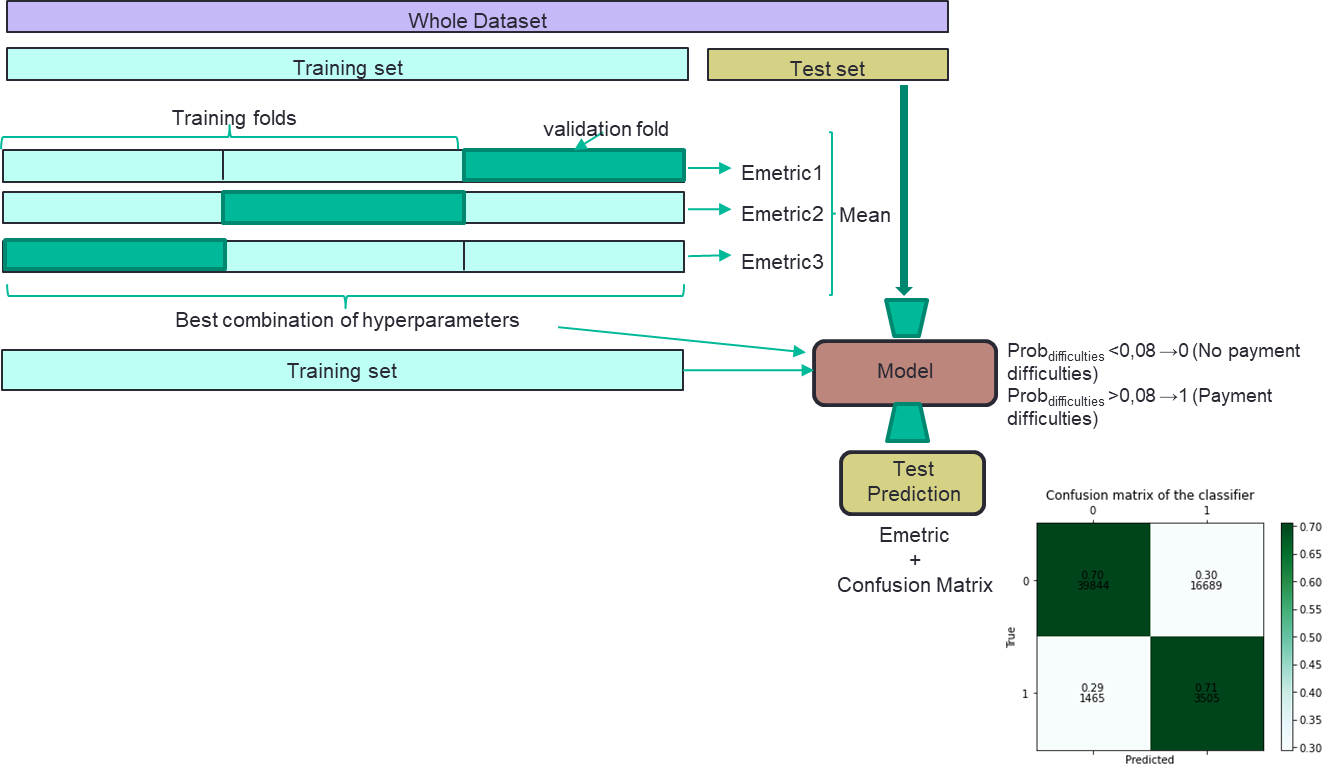 Whole Dataset
Training set
Test set
Training folds
validation fold
Emetric1
Emetric2
Mean
Emetric3
Best combination of hyperparameters
Training set
Model
Probdifficulties <0,08 →0 (No payment
difficulties)
Probdifficulties >0,08 →1 (Payment
difficulties)
Test
Prediction
Emetric
+
Confusion Matrix
Confusion matrix of the classifier
0 1
0
0.70
39844
0.30
16689
True
1
0.29
1465
0.71
3505
Predicted
0.70
0.65
0.60
0.55
0.50
0.45
0.40
0.35
0.30